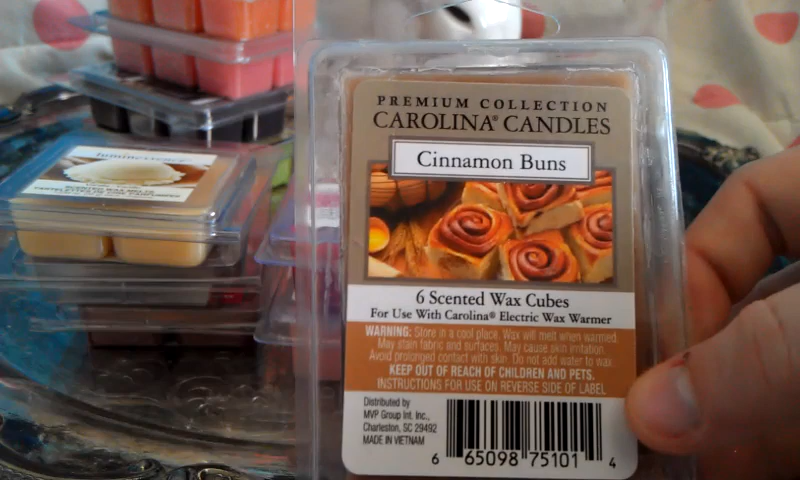 PREMIUM COLLECTION
CAROLINA® CANDLES
Cinnamon Buns
6 Scented Wax Cubes
For Use With Carolina® Electric Wax Warmer
WARNING: Store in a cool place. Wax will melt when warmed.
May stain fabric and surfaces. May cause skin irritation.
Avoid prolonged contact with skin. Do not add water to wax.
KEEP OUT OF REACH OF CHILDREN AND PETS.
INSTRUCTIONS FOR USE ON REVERSE SIDE OF LABEL
Distributed by
MVP Group Int. Inc.,
Charleston, SC 29492
MADE IN VIETNAM
6 65098 75101 4
luminessence
SCENTED WAX MELTS